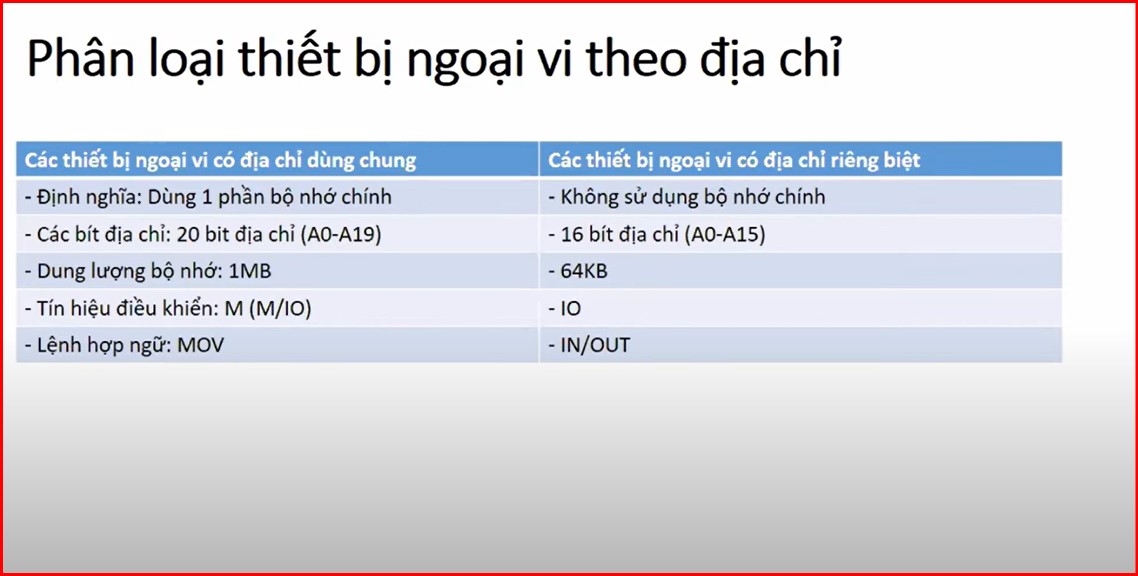 Phân loại thiết bị ngoại vi theo địa chỉ
Các thiết bị ngoại vi có địa chỉ dùng chung
Các thiết bị ngoại vi có địa chỉ riêng biệt
- Định nghĩa: Dùng 1 phần bộ nhớ chính
- Không sử dụng bộ nhớ chính
- Các bít địa chỉ: 20 bit địa chỉ (A0-A19)
- 16 bít địa chỉ (A0-A15)
- Dung lượng bộ nhớ: 1MB
- 64KB
- Tín hiệu điều khiển: M (M/IO)
- IO
- Lệnh hợp ngữ: MOV
- IN/OUT